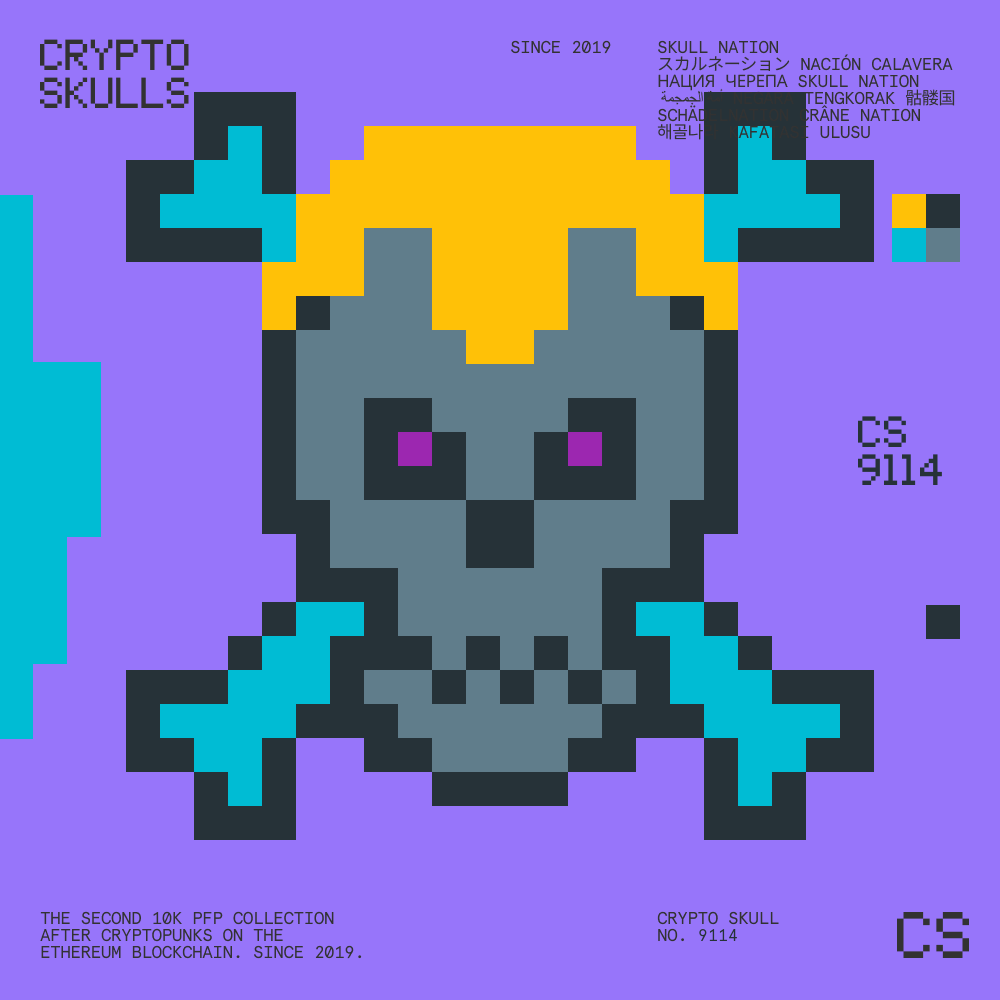 CRYPTO
SKULLS
SINCE 2019
SKULL NATION
スカルネーション NACIÓN CALAVERA
НАЦИЯ ЧЕРЕПА SKULL NATION
TENGKORAK 骷髅国
CRÂNE NATION
ULUSU
CS
9114
THE SECOND 10K PFP COLLECTION
AFTER CRYPTOPUNKS ON THE
ETHEREUM BLOCKCHAIN. SINCE 2019.
CRYPTO SKULL
NO. 9114
CS